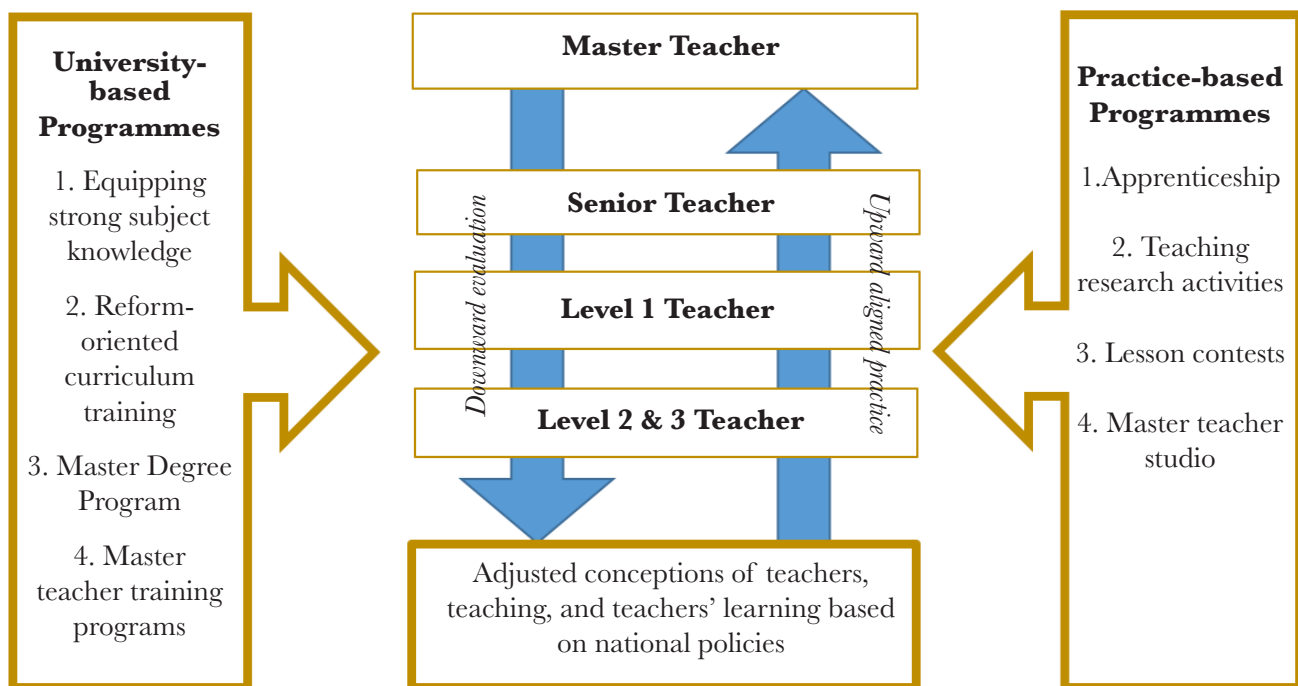 University-
based
Programmes
1. Equipping
strong subject
knowledge
2. Reform-
oriented
curriculum
training
3. Master Degree
Program
4. Master
teacher training
programs
Master Teacher
Senior Teacher
Level 1 Teacher
Level 2 & 3 Teacher
Downward evaluation
Upward aligned practice
Adjusted conceptions of teachers,
teaching, and teachers’ learning based
on national policies
Practice-based
Programmes
1.Apprenticeship
2. Teaching
research activities
3. Lesson contests
4. Master teacher
studio